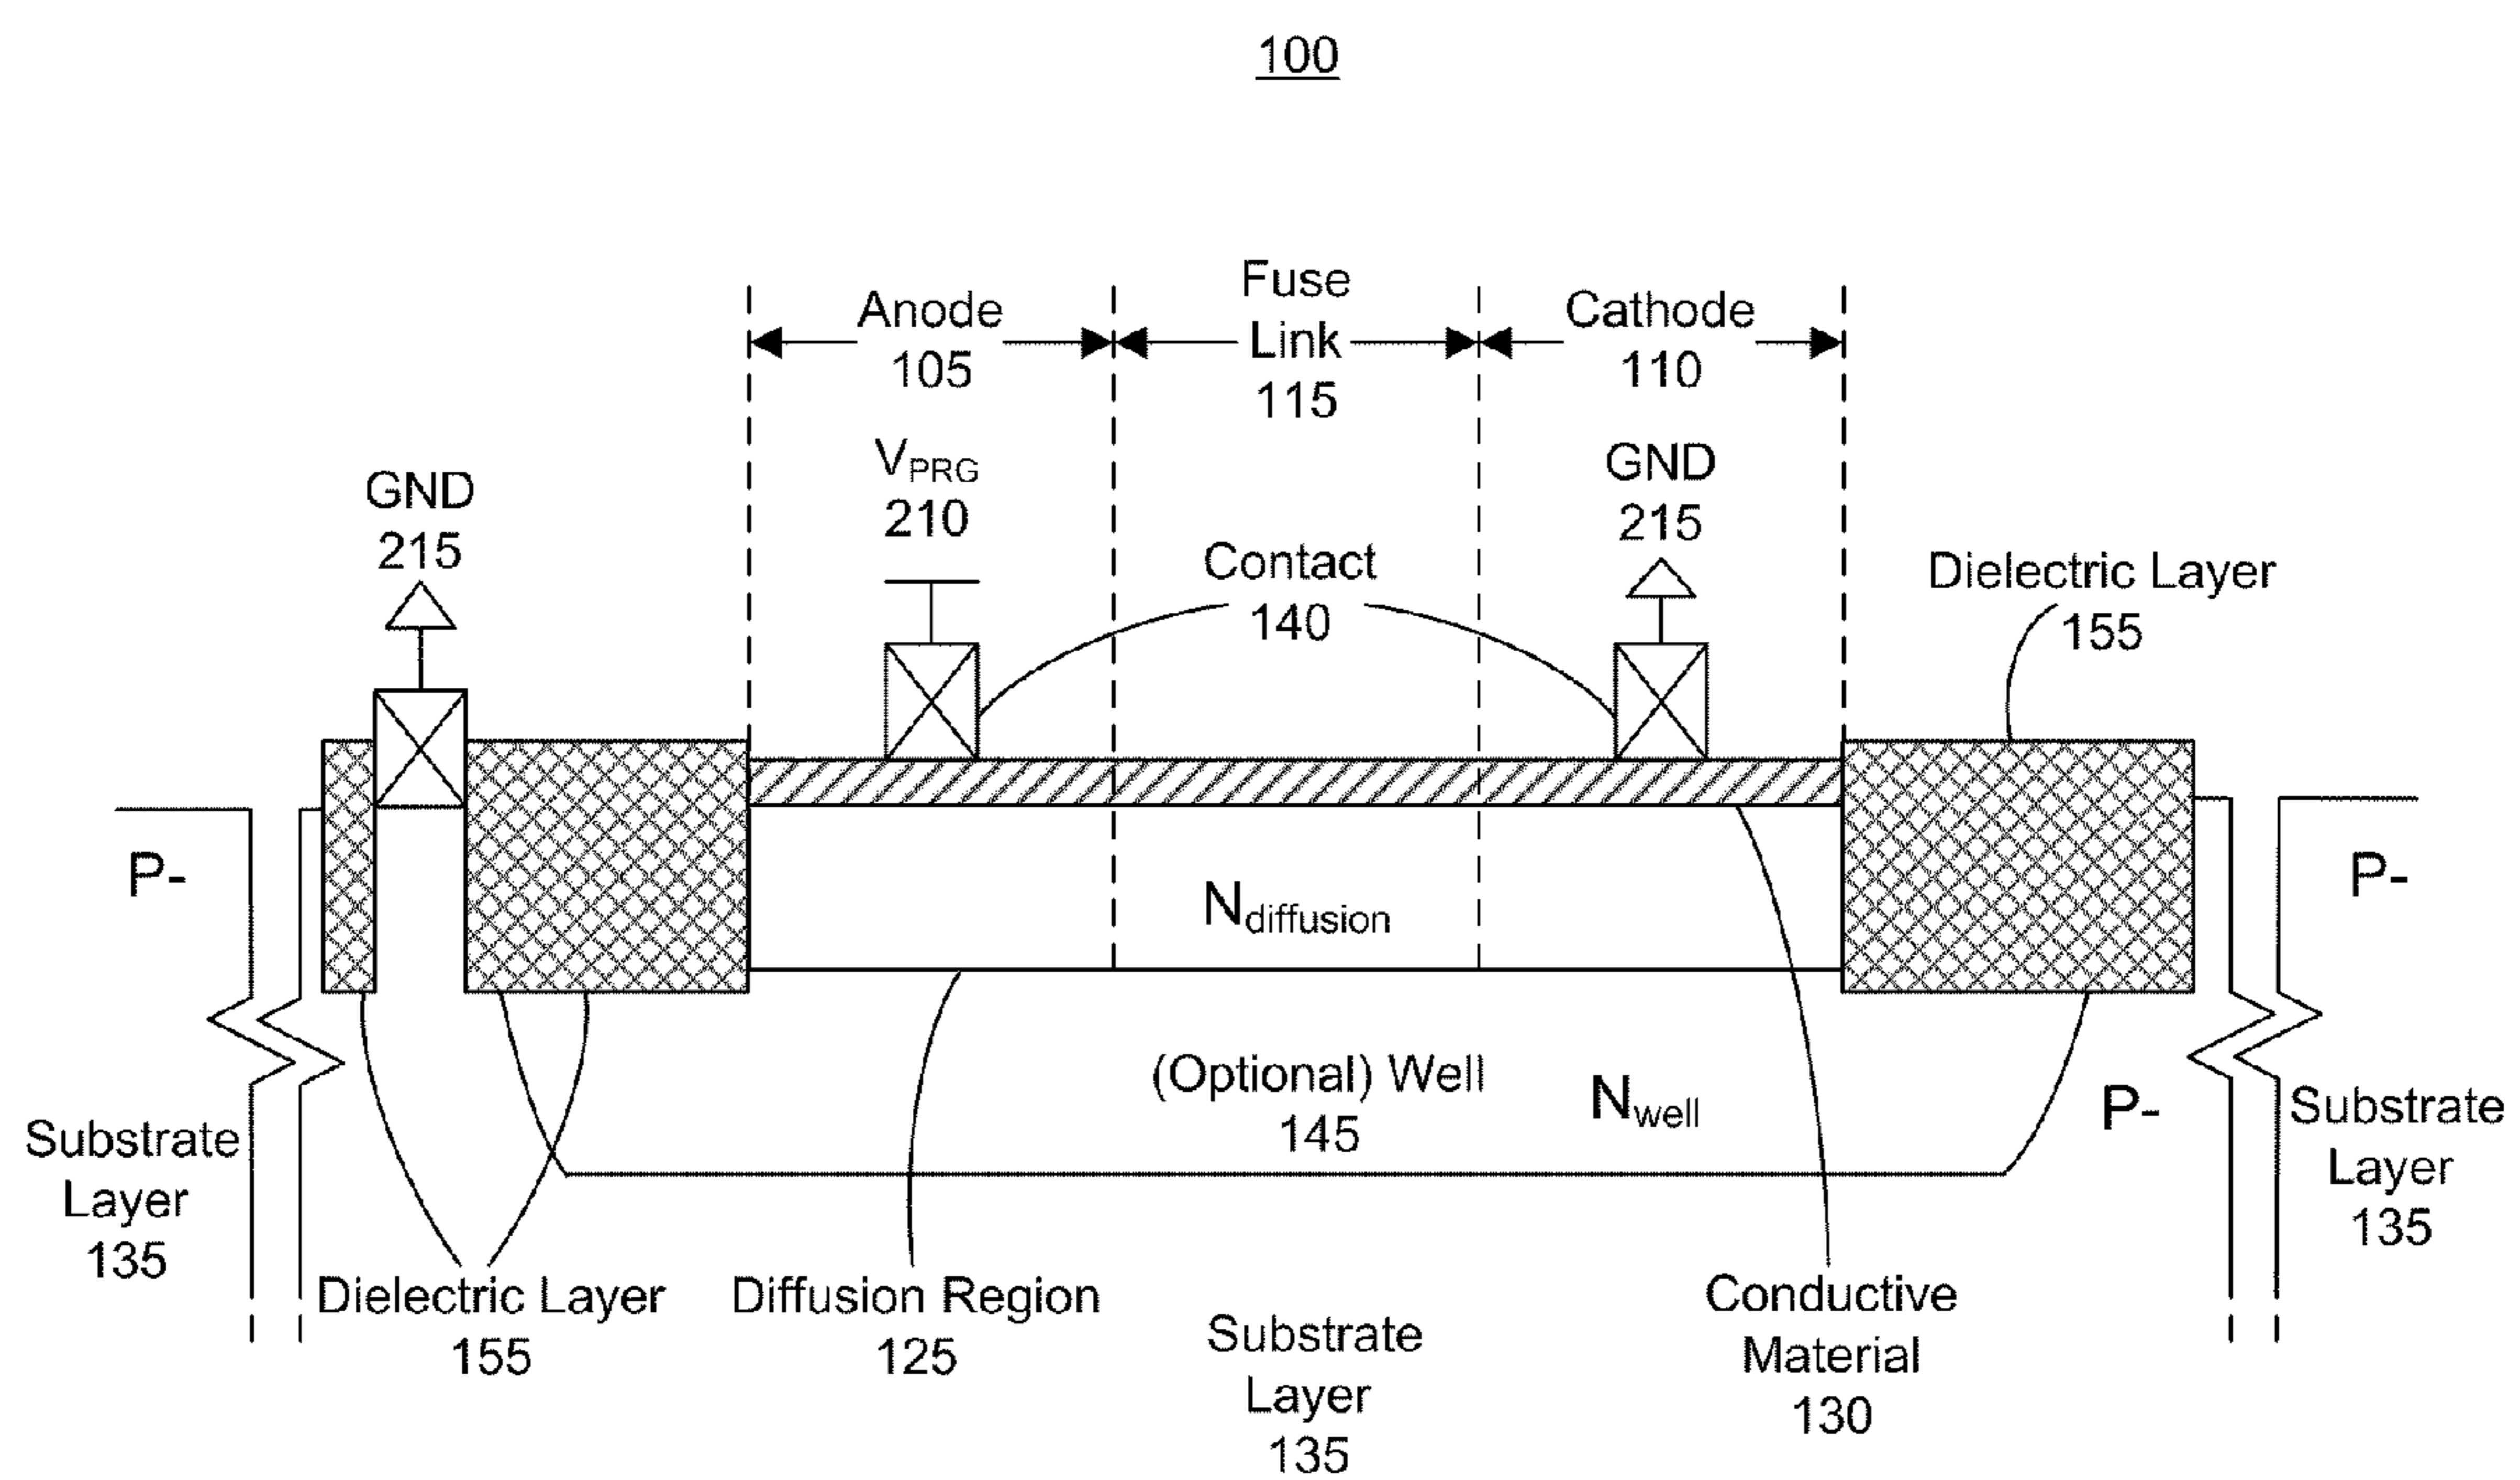 100
Anode
105
Fuse
Link
115
Cathode
110
GND
215
VPRG
210
GND
215
Contact
140
Dielectric Layer
155
P-
P-
Ndiffusion
(Optional) Well
145
Nwell
P-
Substrate
Layer
135
Substrate
Layer
135
Dielectric Layer
155
Diffusion Region
125
Substrate
Layer
135
Conductive
Material
130